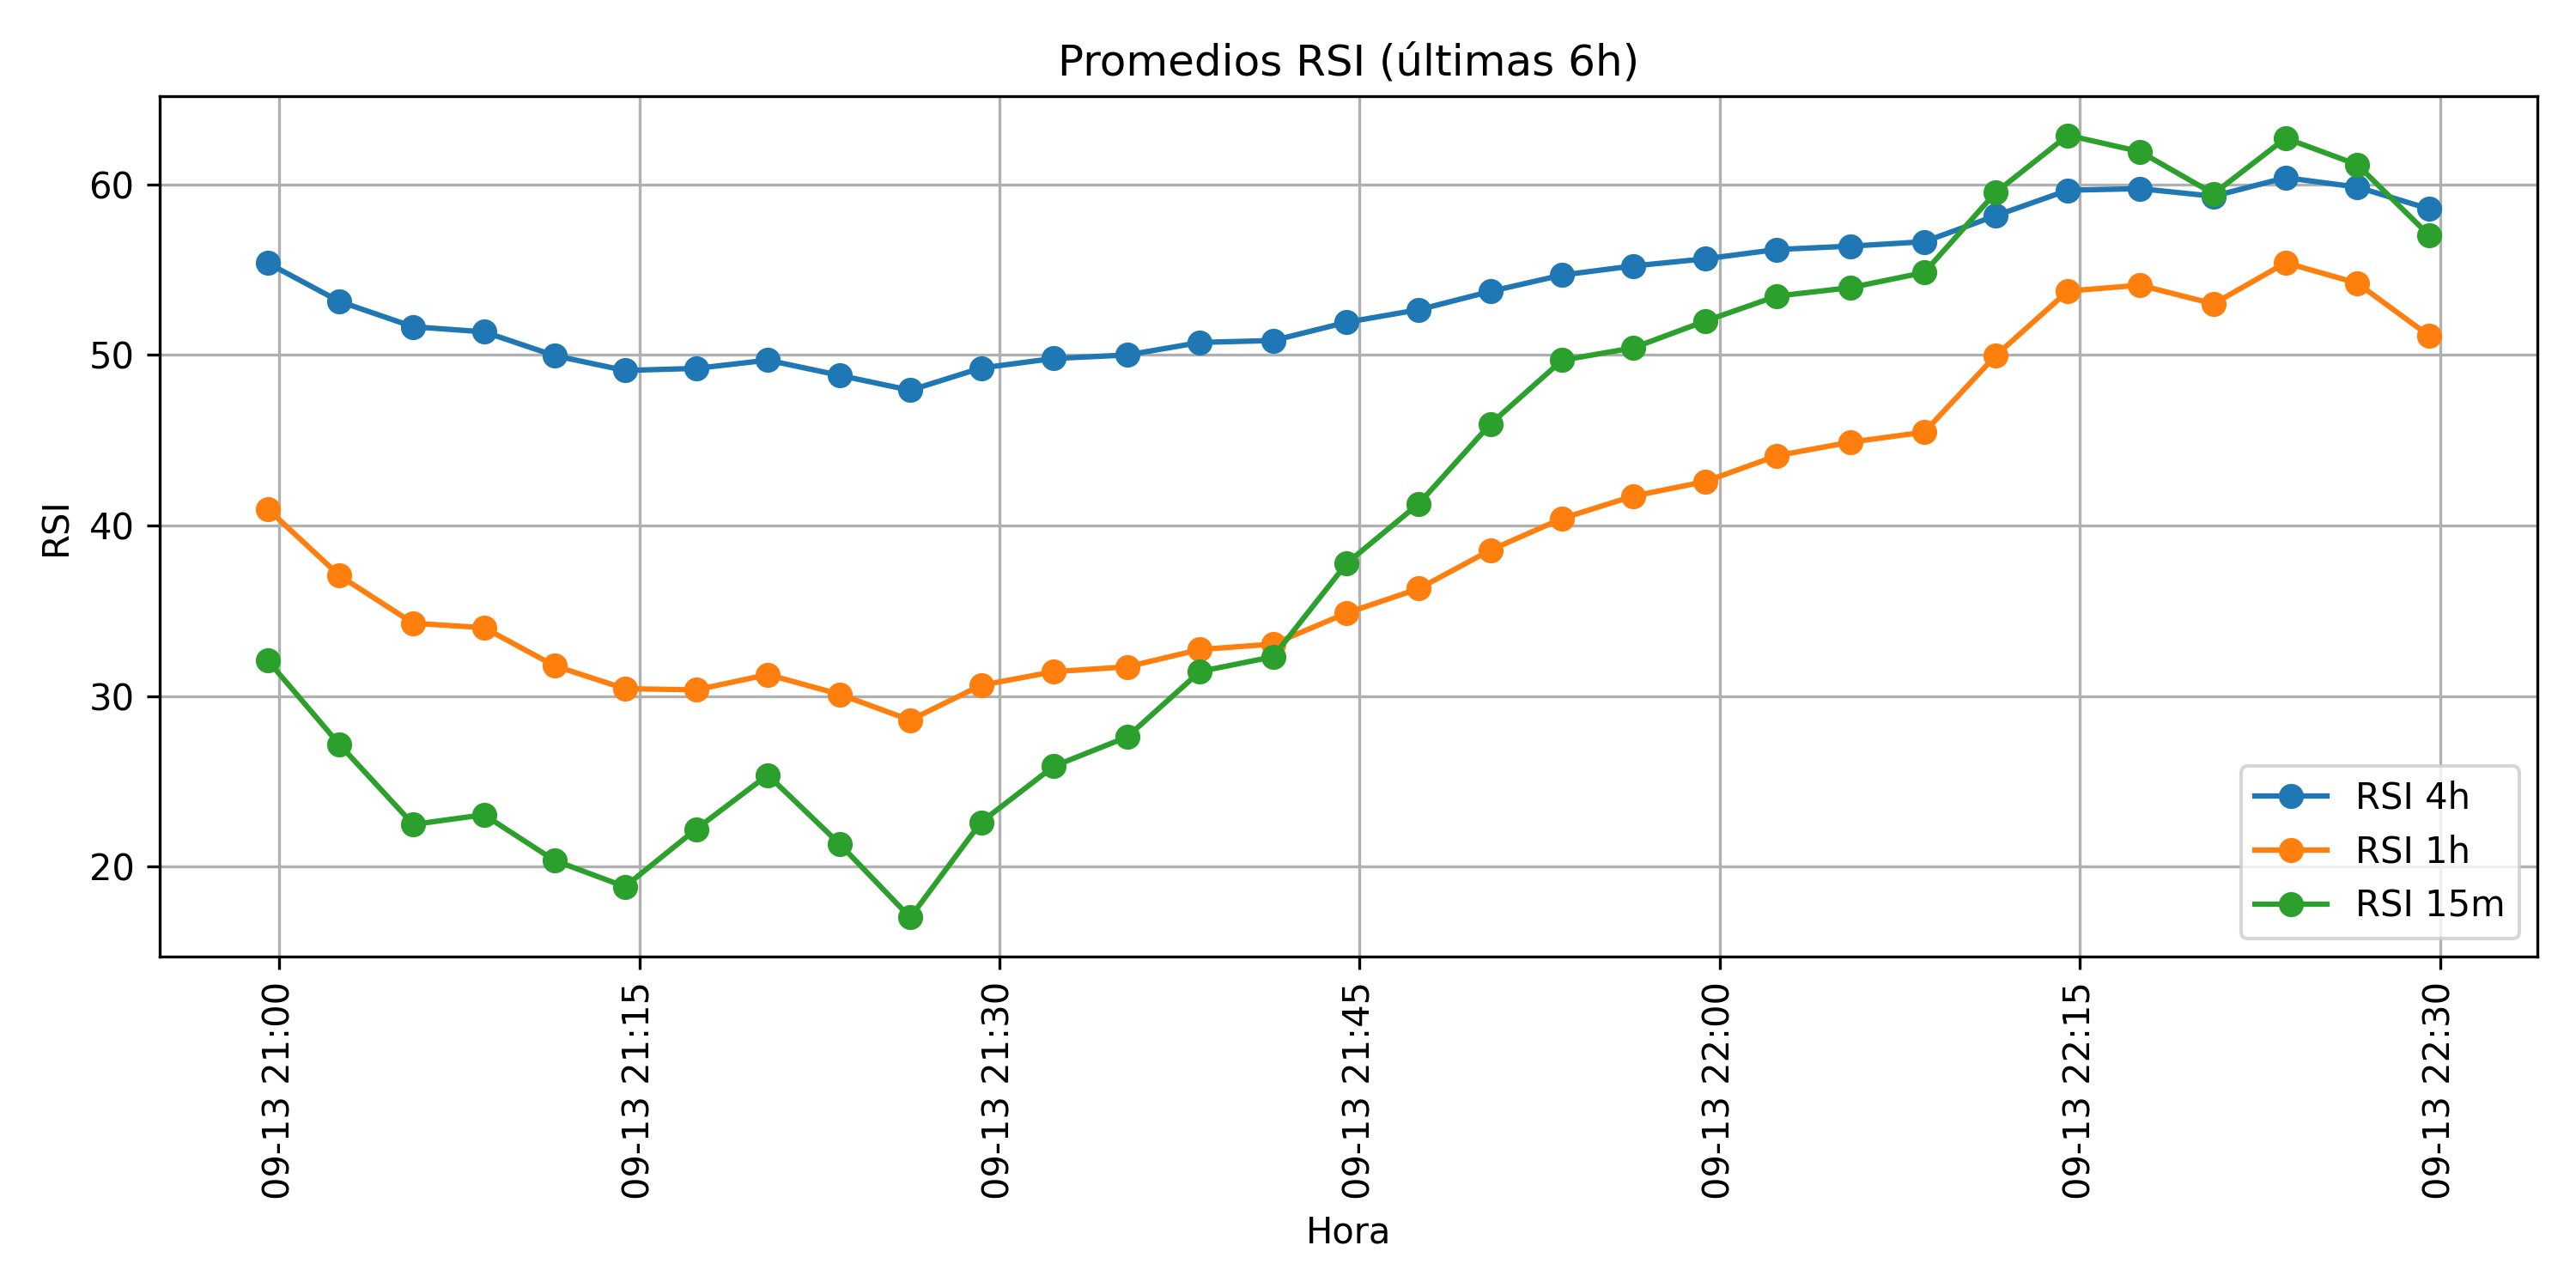 Promedios RSI (últimas 6h)
RSI
60
50
40
30
20
RSI 4h
RSI 1h
RSI 15m
09-13 21:00
09-13 21:15
09-13 21:30
09-13 21:45
09-13 22:00
09-13 22:15
09-13 22:30
Hora